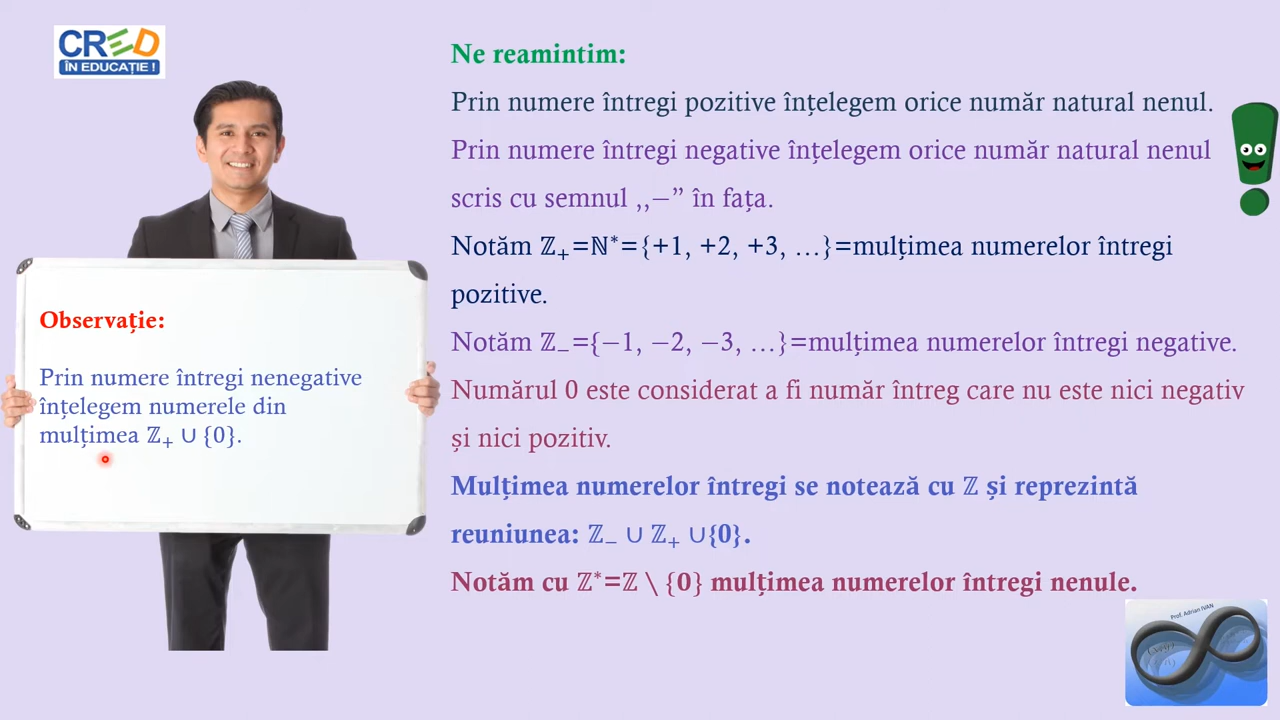 CRED
ÎN EDUCAȚIE !
Ne reamintim:
Prin numere întregi pozitive înțelegem orice număr natural nenul.
Prin numere întregi negative înțelegem orice număr natural nenul
scris cu semnul ,,−” în fața.
Notăm ℤ₊=ℕ*={+1, +2, +3, …}=mulțimea numerelor întregi
pozitive.
Notăm ℤ₋={−1, −2, −3, …}=mulțimea numerelor întregi negative.
Numărul 0 este considerat a fi număr întreg care nu este nici negativ
și nici pozitiv.
Mulțimea numerelor întregi se notează cu ℤ și reprezintă
reuniunea: ℤ₋ ∪ ℤ₊ ∪{0}.
Notăm cu ℤ*=ℤ \ {0} mulțimea numerelor întregi nenule.
Observație:
Prin numere întregi nenegative
înțelegem numerele din
mulțimea ℤ₊ ∪ {0}.
Prof. Adrian IVAN